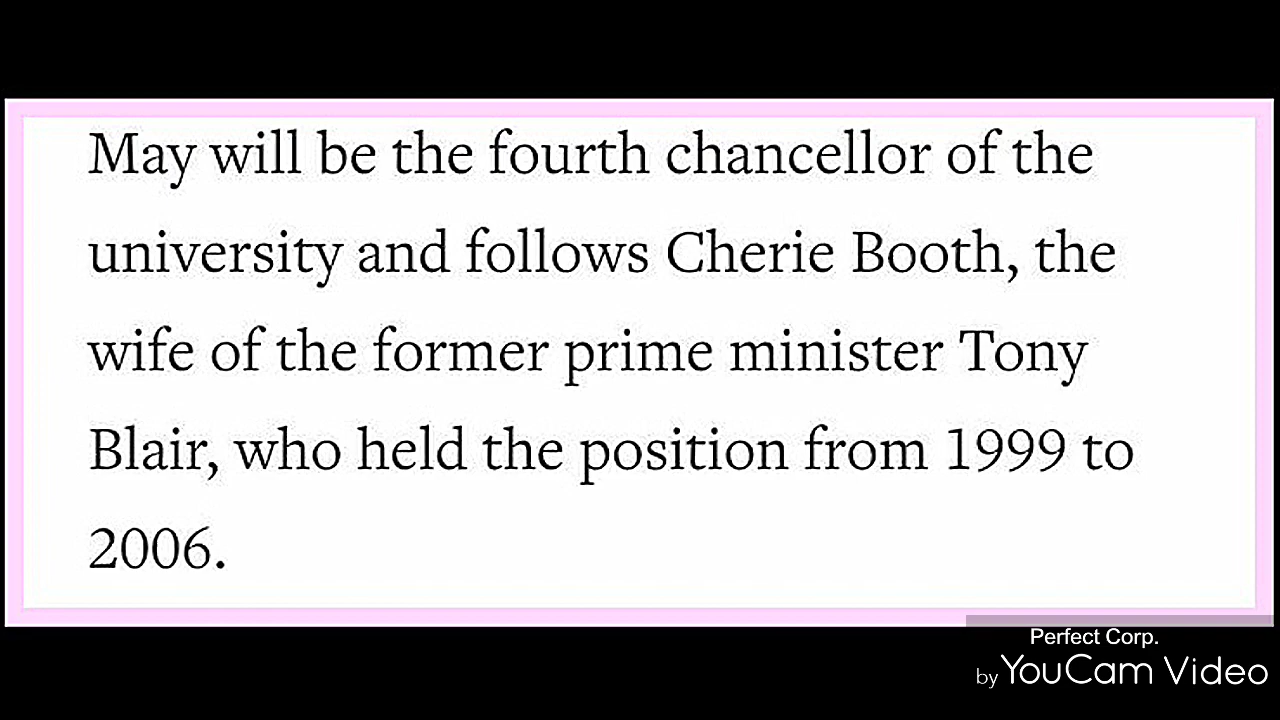 May will be the fourth chancellor of the
university and follows Cherie Booth, the
wife of the former prime minister Tony
Blair, who held the position from 1999 to
2006.
Perfect Corp.
by YouCam Video